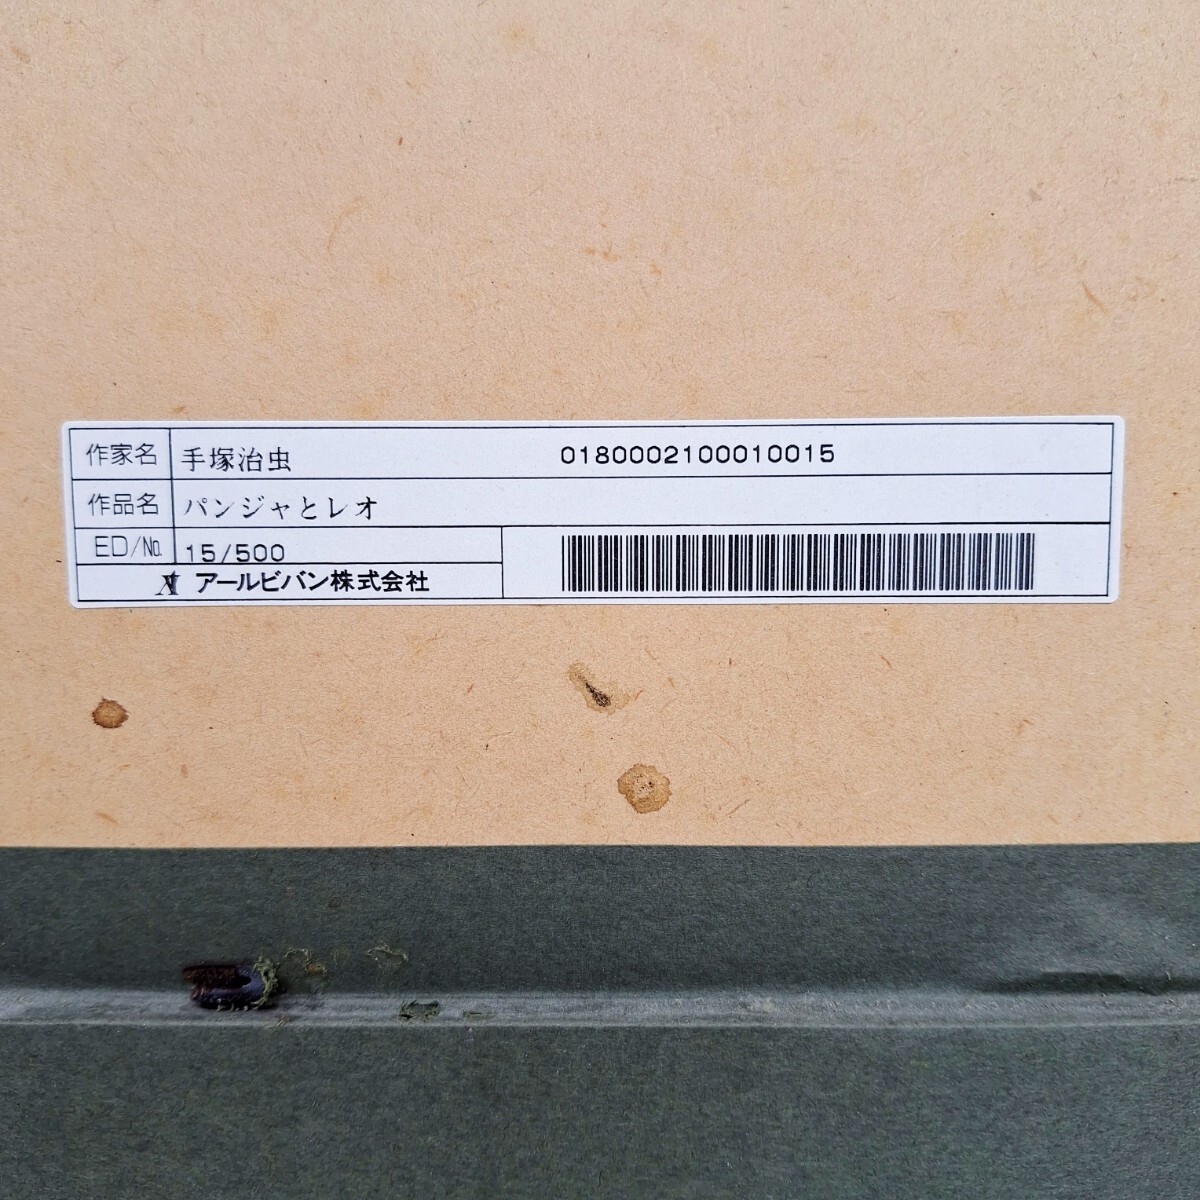 作家名 手塚治虫 0180002100010015
作品名 パンジャとレオ
ED/No. 15/500
アールビバン株式会社